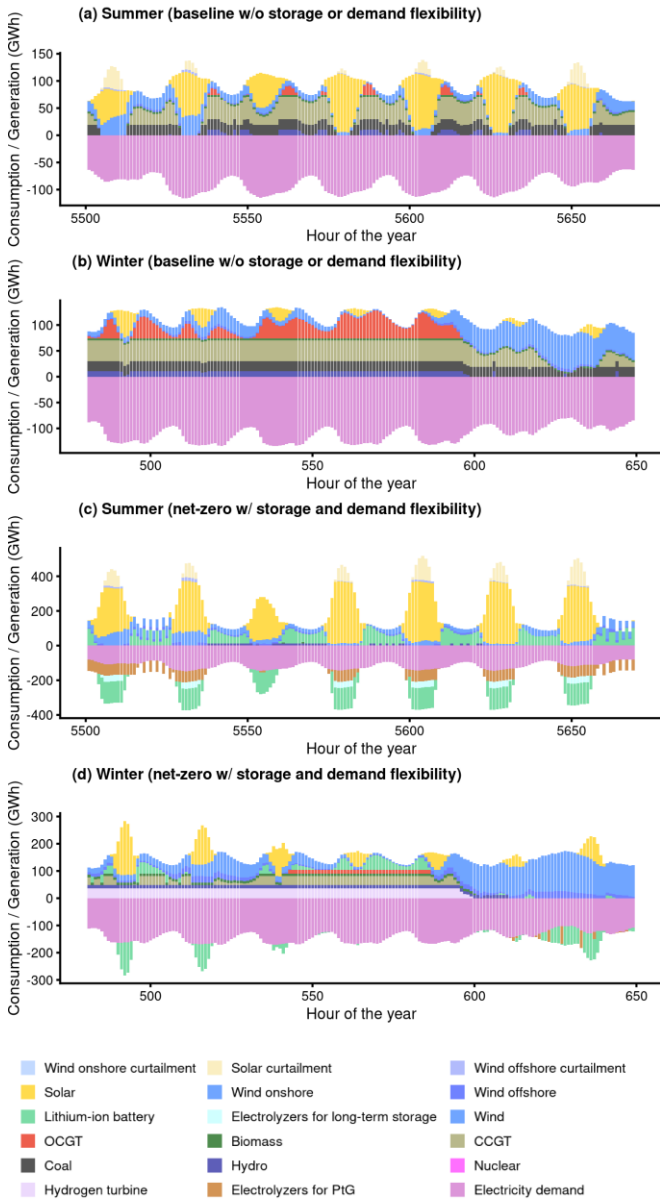 (a) Summer (baseline w/o storage or demand flexibility)
Consumption / Generation (GWh)
150
100
50
0
-50
-100
5500 5550 5600 5650
Hour of the year
(b) Winter (baseline w/o storage or demand flexibility)
Consumption / Generation (GWh)
100
50
0
-50
-100
500 550 600 650
Hour of the year
(c) Summer (net-zero w/ storage and demand flexibility)
Consumption / Generation (GWh)
400
200
0
-200
-400
5500 5550 5600 5650
Hour of the year
(d) Winter (net-zero w/ storage and demand flexibility)
Consumption / Generation (GWh)
300
200
100
0
-100
-200
-300
500 550 600 650
Hour of the year
Wind onshore curtailment Solar curtailment Wind offshore curtailment
Solar Wind onshore Wind offshore
Lithium-ion battery Electrolyzers for long-term storage Wind
OCGT Biomass CCGT
Coal Hydro Nuclear
Hydrogen turbine Electrolyzers for PtG Electricity demand